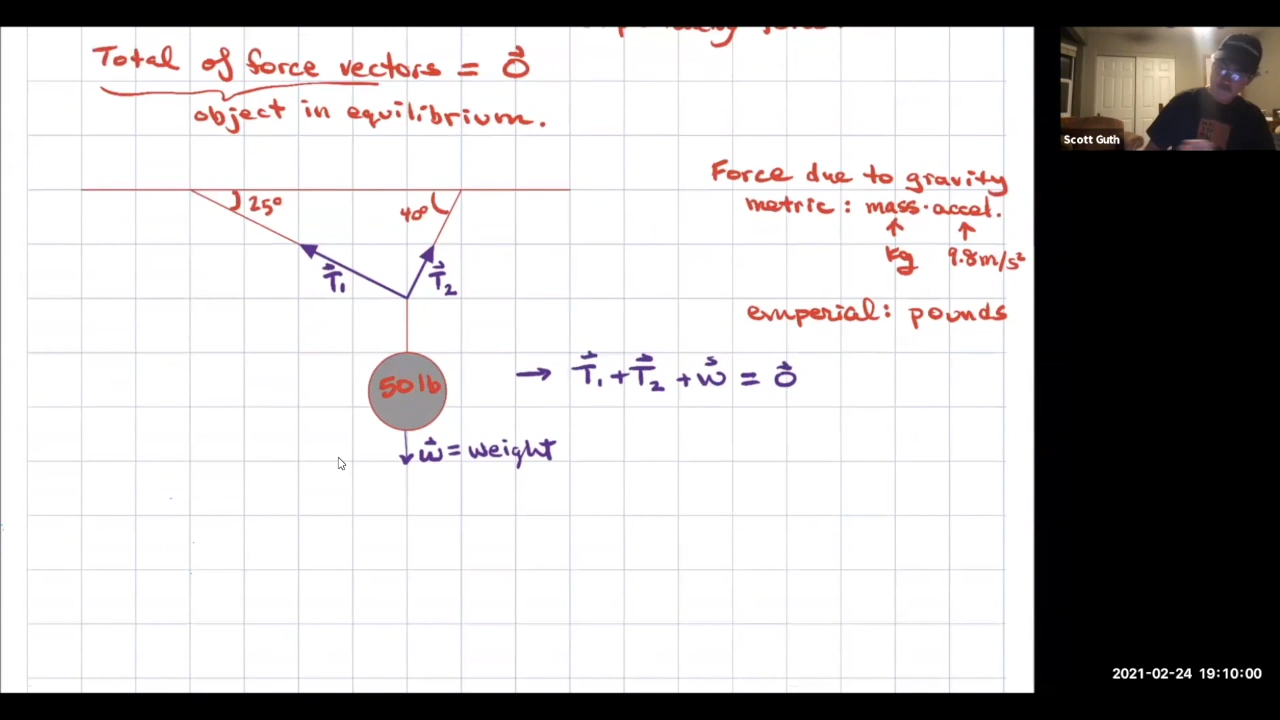 Total of force vectors = 0⃗
object in equilibrium.
Scott Guth
Force due to gravity
metric: mass·accel.
↑ ↑
kg 9.8m/s²
emperial: pounds
25° 40°
T⃗₁ T⃗₂
50 lb
→ T⃗₁ + T⃗₂ + w⃗ = 0⃗
w⃗ = weight
2021-02-24 19:10:00